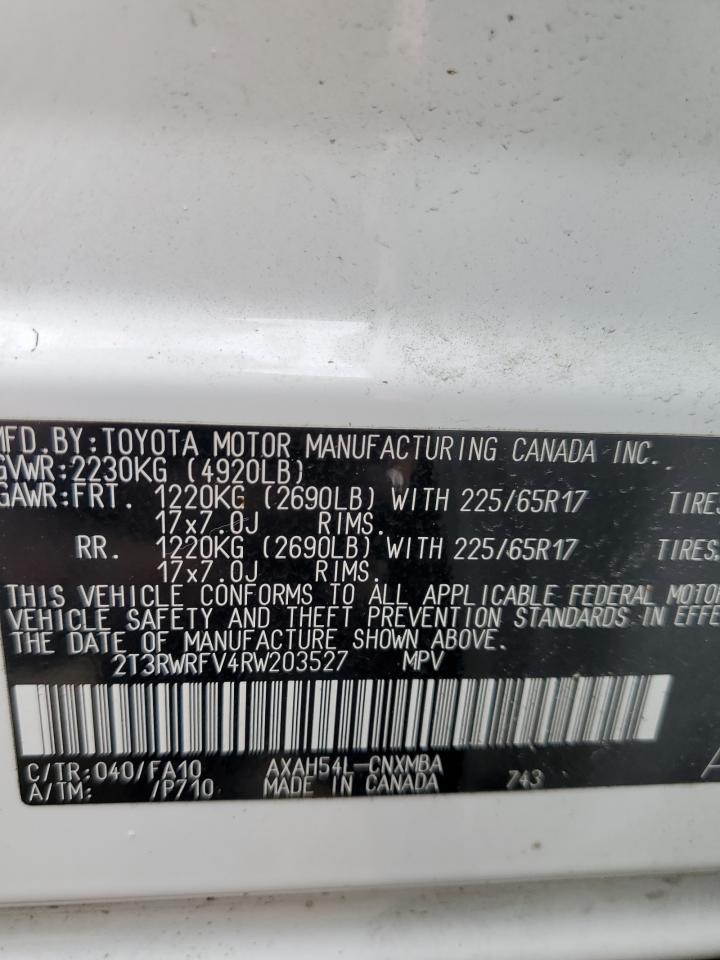 MFD.BY:TOYOTA MOTOR MANUFACTURING CANADA INC.
GVWR:2230KG (4920LB)
GAWR:FRT. 1220KG (2690LB) WITH 225/65R17 TIRES
17x7.0J RIMS.
RR. 1220KG (2690LB) WITH 225/65R17 TIRES,
17x7.0J RIMS.
THIS VEHICLE CONFORMS TO ALL APPLICABLE FEDERAL MOTOR
VEHICLE SAFETY AND THEFT PREVENTION STANDARDS IN EFFE
THE DATE OF MANUFACTURE SHOWN ABOVE.
2T3RWRFV4RW203527 MPV
C/TR:040/FA10 AXAH54L-CNXMBA
A/TM: /P710 MADE IN CANADA 743